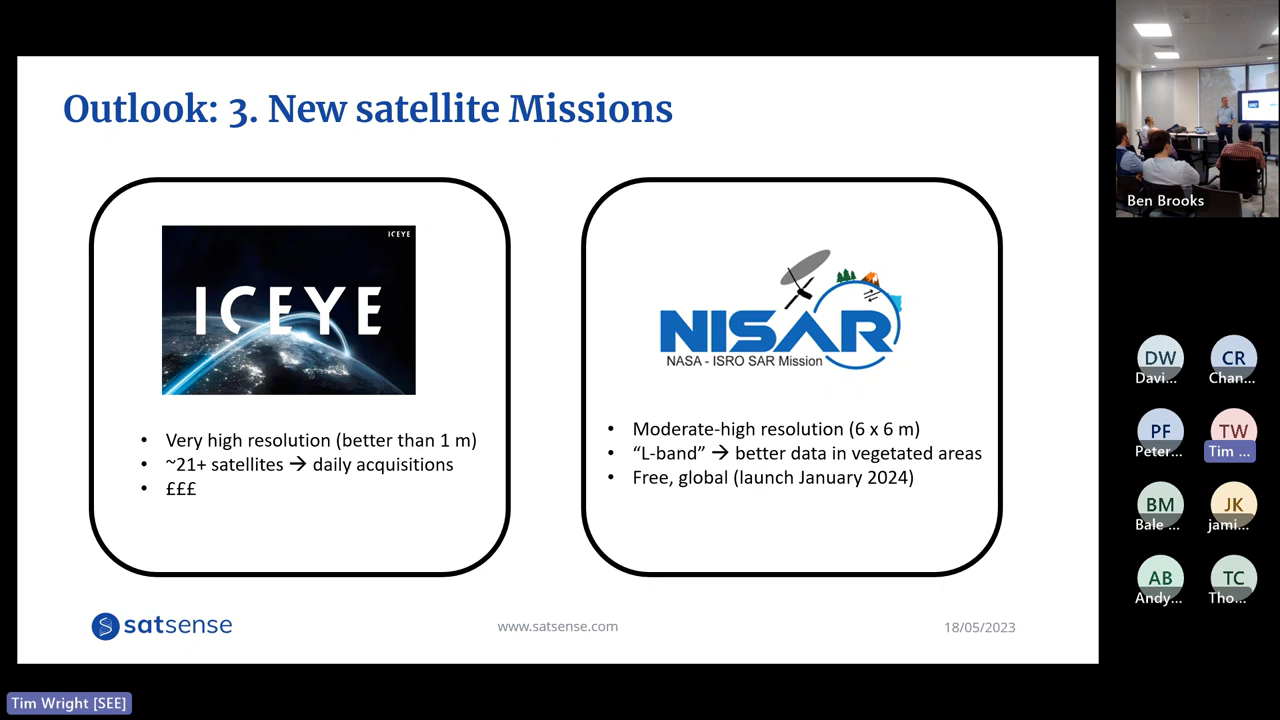 Outlook: 3. New satellite Missions
ICEYE
ICEYE
• Very high resolution (better than 1 m)
• ~21+ satellites → daily acquisitions
• £££
NISAR
NASA - ISRO SAR Mission
• Moderate-high resolution (6 x 6 m)
• “L-band” → better data in vegetated areas
• Free, global (launch January 2024)
satsense
www.satsense.com
18/05/2023
Tim Wright [SEE]
Ben Brooks
DW
Davi...
CR
Chan...
PF
Peter...
TW
Tim ...
BM
Bale ...
JK
jami...
AB
Andy...
TC
Tho...